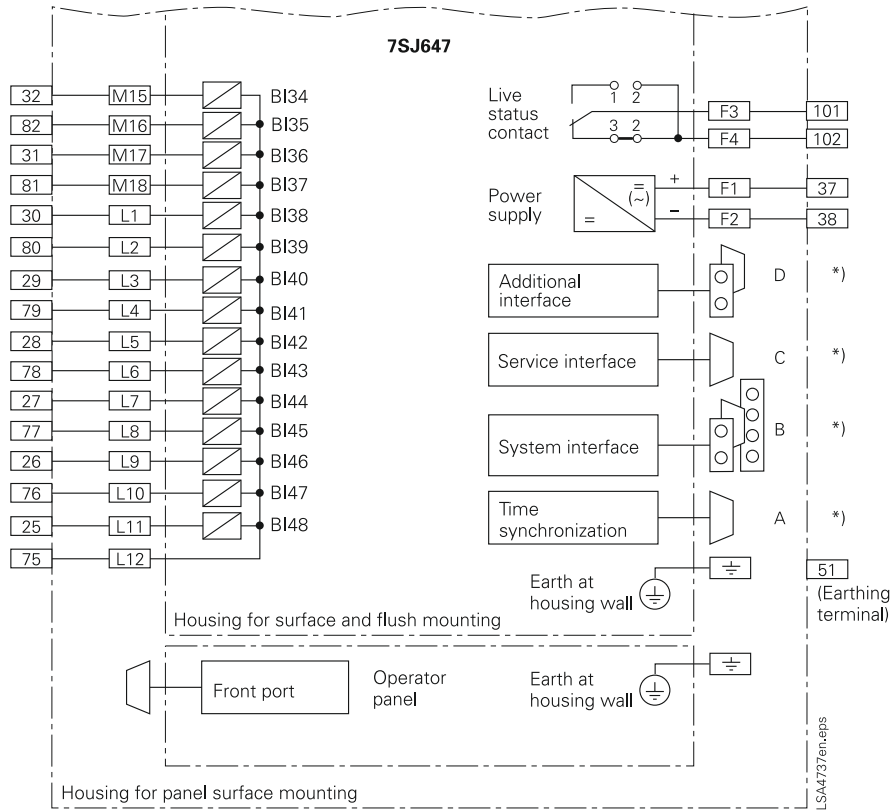 7SJ647
32 M15 BI34
82 M16 BI35
31 M17 BI36
81 M18 BI37
30 L1 BI38
80 L2 BI39
29 L3 BI40
79 L4 BI41
28 L5 BI42
78 L6 BI43
27 L7 BI44
77 L8 BI45
26 L9 BI46
76 L10 BI47
25 L11 BI48
75 L12
Live
status
contact
1 2
3 2
F3 101
F4 102
Power
supply
=
(~)
=
+ F1 37
– F2 38
Additional
interface
D *)
Service interface
C *)
System interface
B *)
Time
synchronization
A *)
Earth at
housing wall
51
(Earthing
terminal)
Housing for surface and flush mounting
Front port
Operator
panel
Earth at
housing wall
Housing for panel surface mounting
LSA4737en.eps